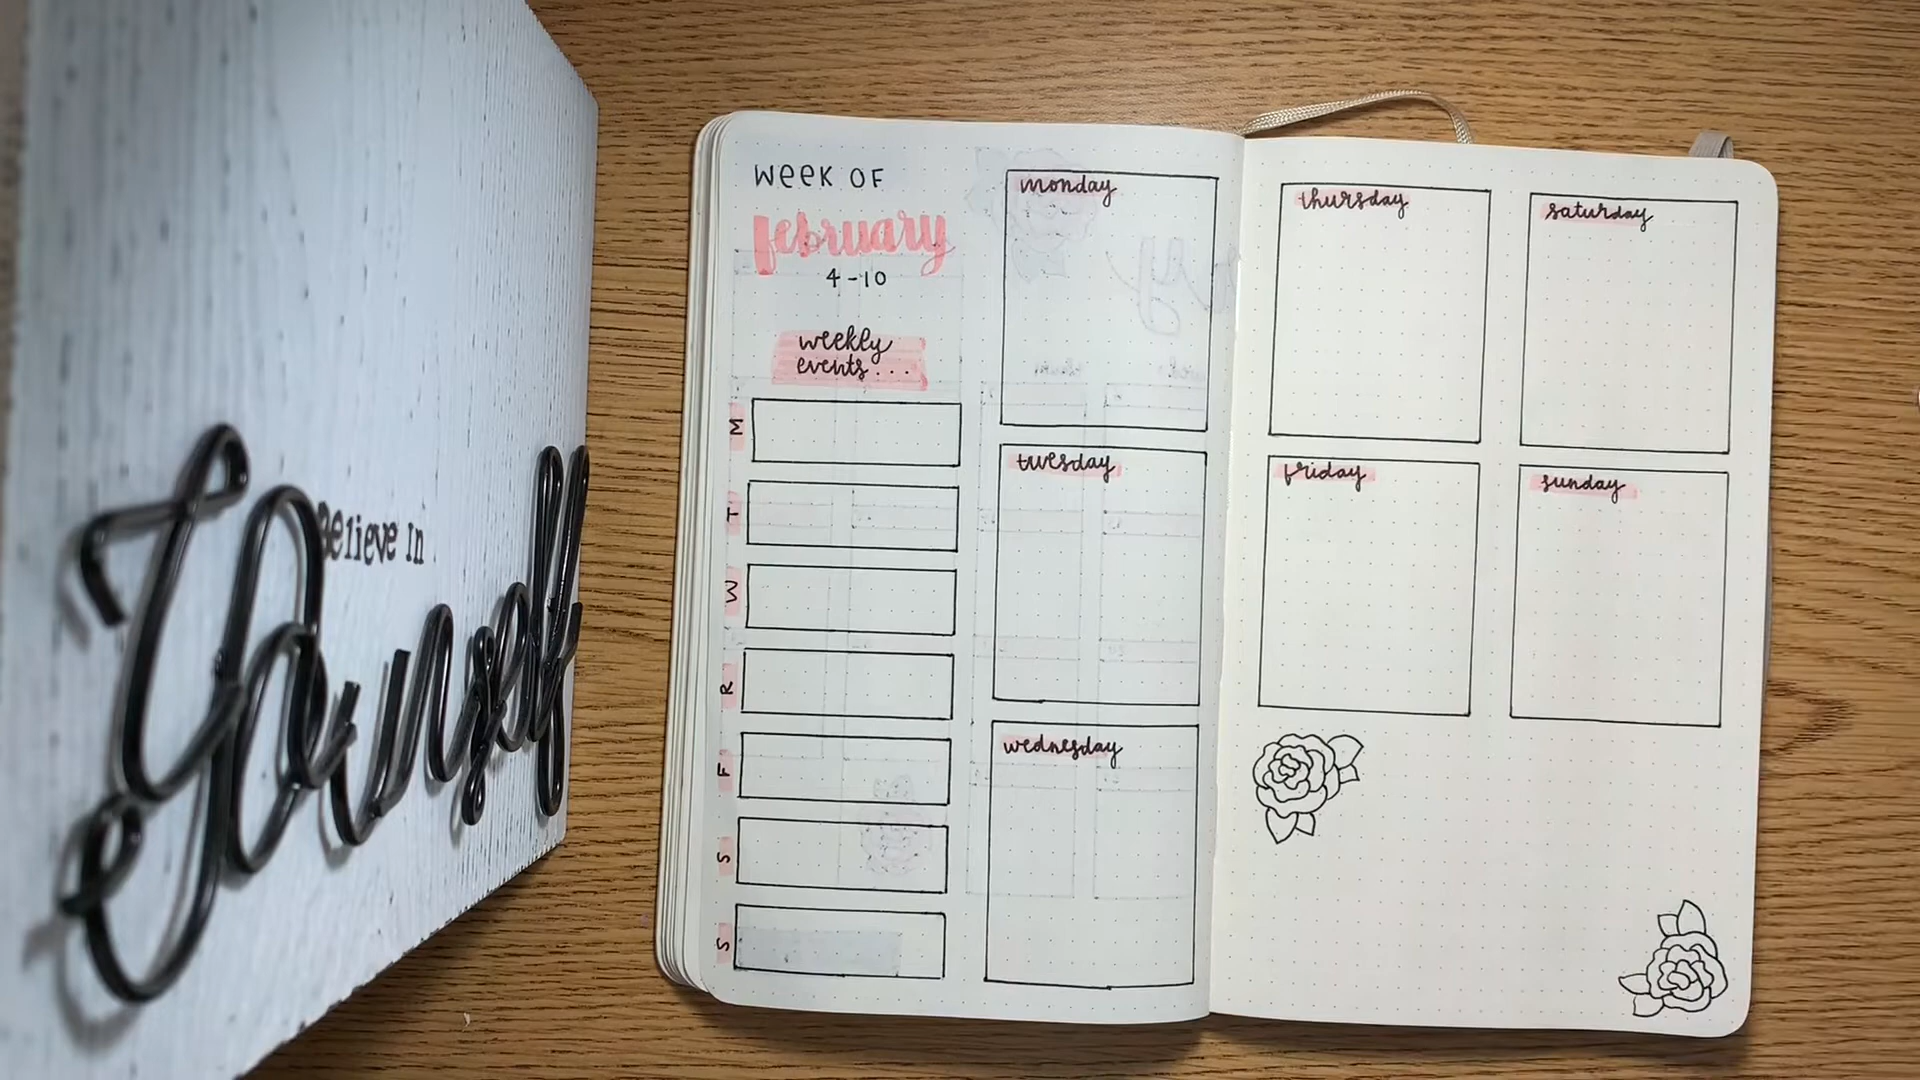 Believe In
Yourself
Week of
february
4-10
weekly
events...
M
T
W
R
F
S
S
monday
tuesday
wednesday
thursday
friday
saturday
sunday